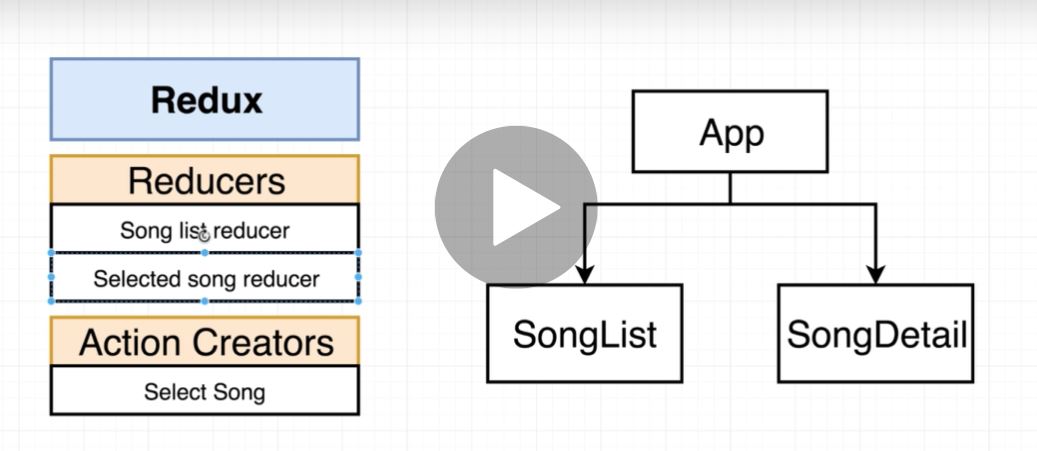 Redux
Reducers
Song list reducer
Selected song reducer
Action Creators
Select Song
App
SongList
SongDetail